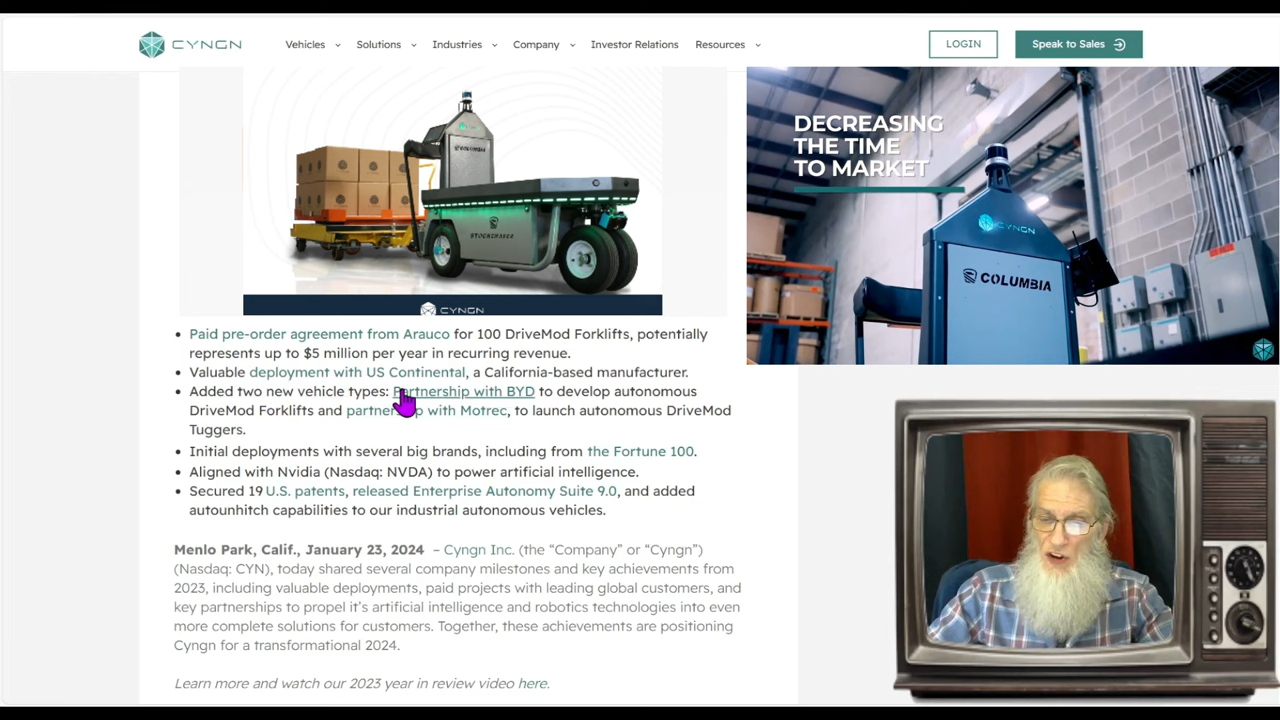 CYNGN
Vehicles Solutions Industries Company Investor Relations Resources
LOGIN
Speak to Sales
COLUMBIA
STOCKCHASER
CYNGN
DECREASING
THE TIME
TO MARKET
CYNGN
COLUMBIA
Paid pre-order agreement from Arauco for 100 DriveMod Forklifts, potentially
represents up to $5 million per year in recurring revenue.
Valuable deployment with US Continental, a California-based manufacturer.
Added two new vehicle types: Partnership with BYD to develop autonomous
DriveMod Forklifts and partnership with Motrec, to launch autonomous DriveMod
Tuggers.
Initial deployments with several big brands, including from the Fortune 100.
Aligned with Nvidia (Nasdaq: NVDA) to power artificial intelligence.
Secured 19 U.S. patents, released Enterprise Autonomy Suite 9.0, and added
autounhitch capabilities to our industrial autonomous vehicles.
Menlo Park, Calif., January 23, 2024 – Cyngn Inc. (the “Company” or “Cyngn”)
(Nasdaq: CYN), today shared several company milestones and key achievements from
2023, including valuable deployments, paid projects with leading global customers, and
key partnerships to propel it’s artificial intelligence and robotics technologies into even
more complete solutions for customers. Together, these achievements are positioning
Cyngn for a transformational 2024.
Learn more and watch our 2023 year in review video here.